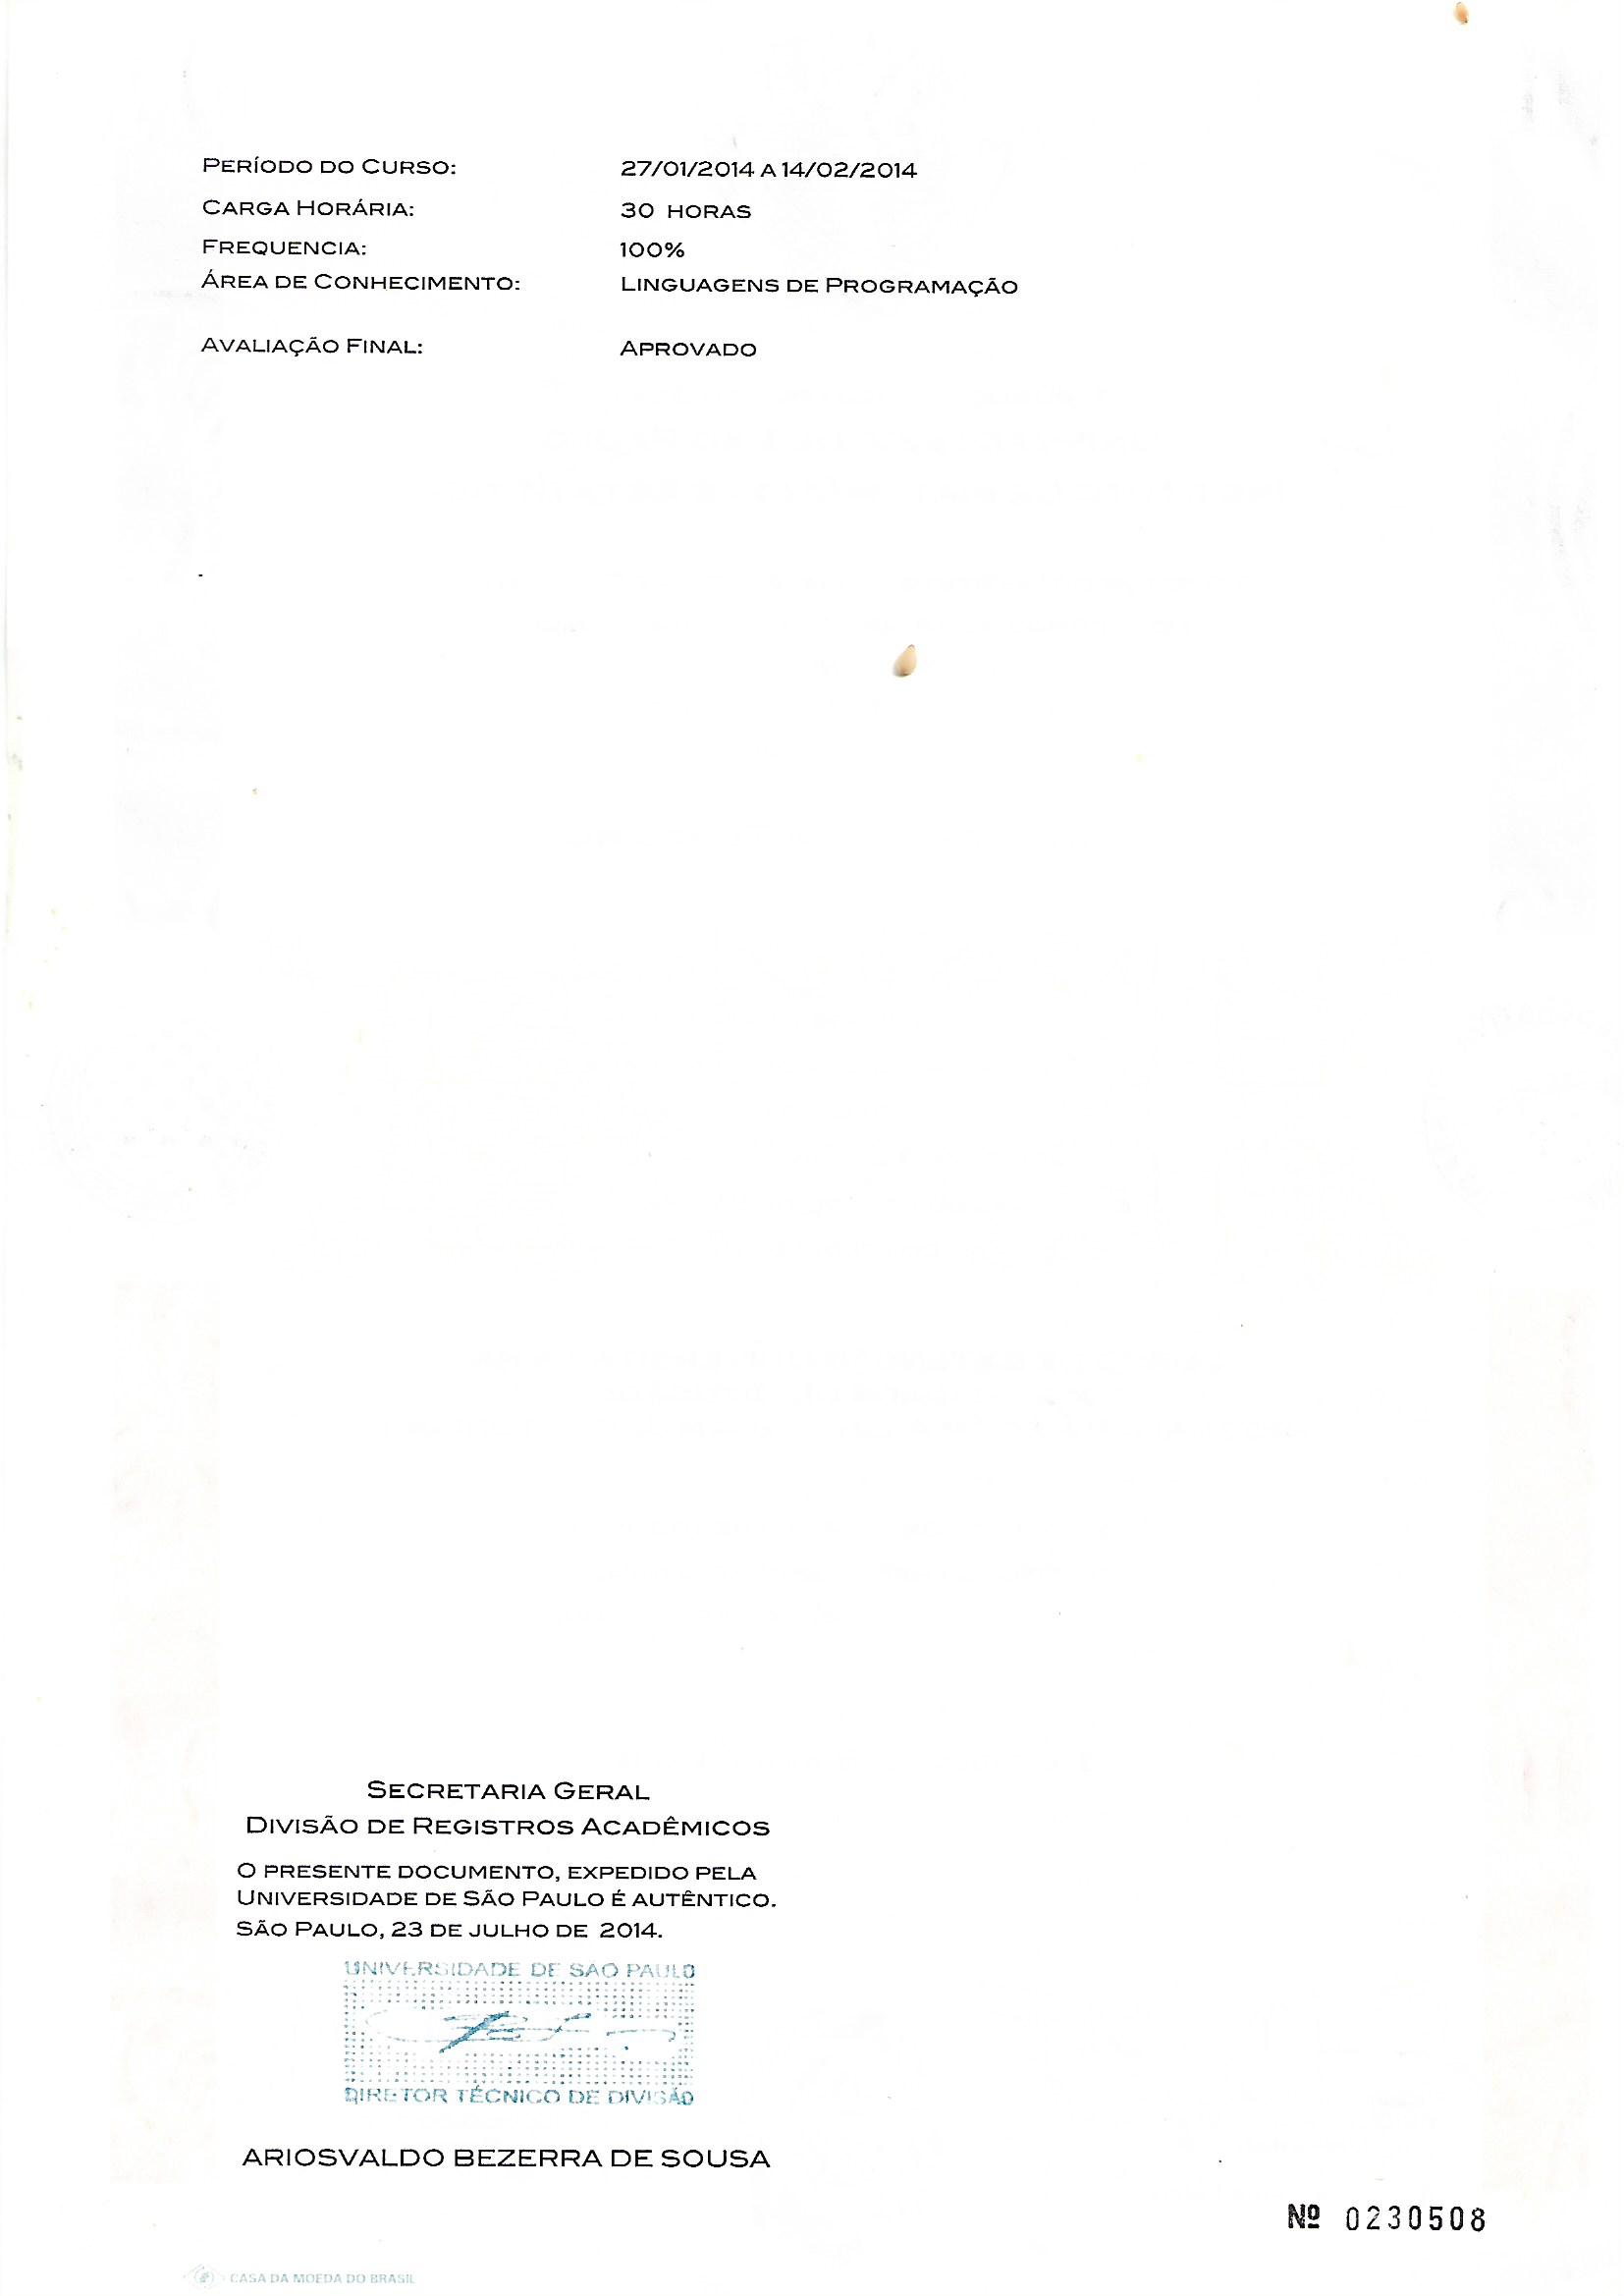 PERÍODO DO CURSO: 27/01/2014 A 14/02/2014
CARGA HORÁRIA: 30 HORAS
FREQUENCIA: 100%
ÁREA DE CONHECIMENTO: LINGUAGENS DE PROGRAMAÇÃO
AVALIAÇÃO FINAL: APROVADO
SECRETARIA GERAL
DIVISÃO DE REGISTROS ACADÊMICOS
O PRESENTE DOCUMENTO, EXPEDIDO PELA
UNIVERSIDADE DE SÃO PAULO É AUTÊNTICO.
SÃO PAULO, 23 DE JULHO DE 2014.
UNIVERSIDADE DE SAO PAULO
DIRETOR TÉCNICO DE DIVISÃO
ARIOSVALDO BEZERRA DE SOUSA
Nº 0230508
CASA DA MOEDA DO BRASIL